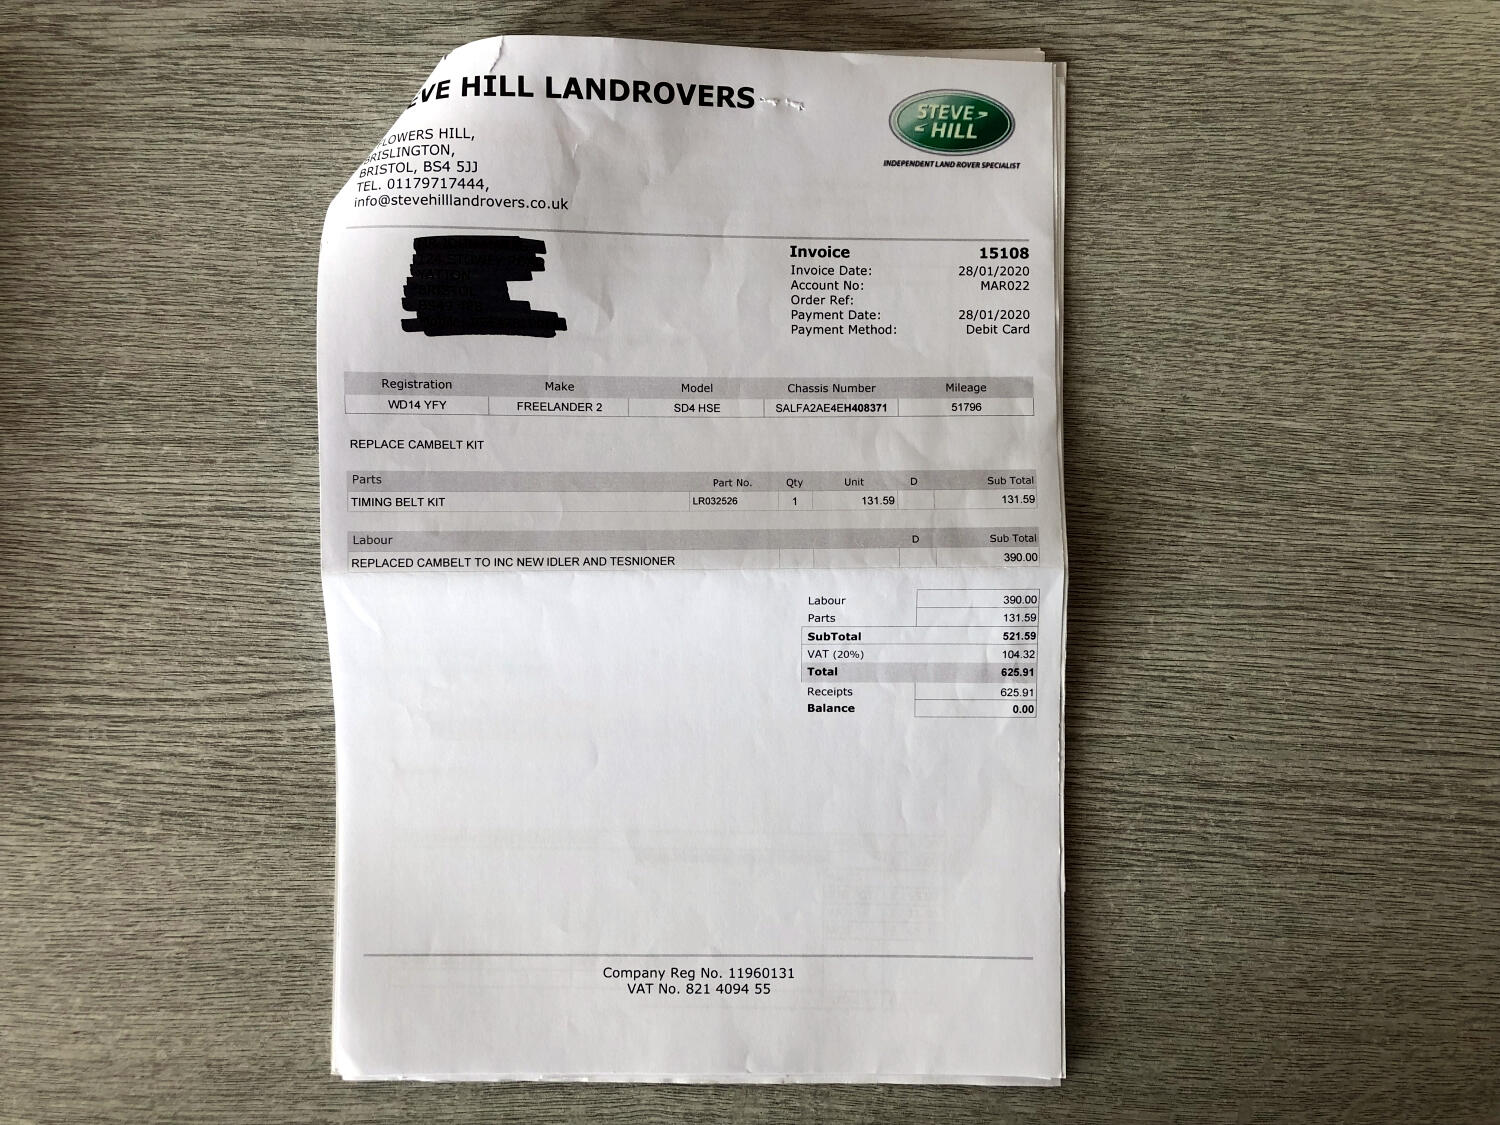 EVE HILL LANDROVERS
STEVE
HILL
INDEPENDENT LAND ROVER SPECIALIST
FLOWERS HILL,
BRISLINGTON,
BRISTOL, BS4 5JJ
TEL. 01179717444,
info@stevehilllandrovers.co.uk
Invoice 15108
Invoice Date: 28/01/2020
Account No: MAR022
Order Ref:
Payment Date: 28/01/2020
Payment Method: Debit Card
Registration Make Model Chassis Number Mileage
WD14 YFY FREELANDER 2 SD4 HSE SALFA2AE4EH408371 51796
REPLACE CAMBELT KIT
Parts Part No. Qty Unit D Sub Total
TIMING BELT KIT LR032526 1 131.59 131.59
Labour D Sub Total
REPLACED CAMBELT TO INC NEW IDLER AND TESNIONER 390.00
Labour 390.00
Parts 131.59
SubTotal 521.59
VAT (20%) 104.32
Total 625.91
Receipts 625.91
Balance 0.00
Company Reg No. 11960131
VAT No. 821 4094 55